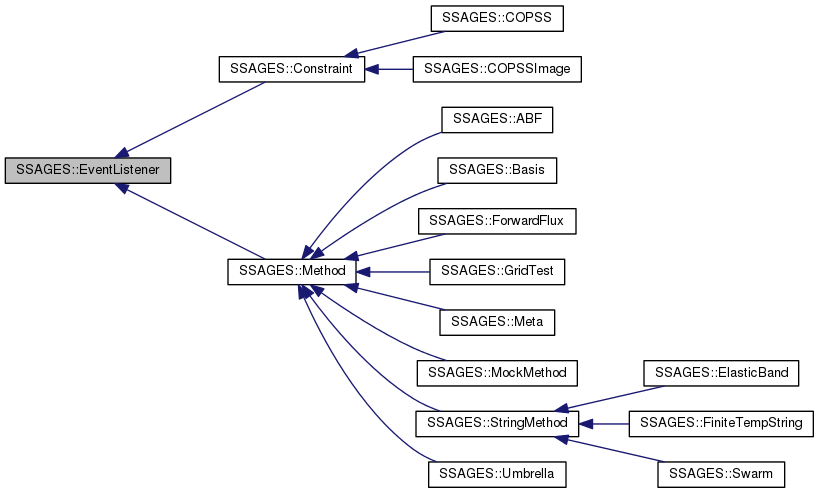 SSAGES::COPSS
SSAGES::Constraint
SSAGES::COPSSImage
SSAGES::ABF
SSAGES::EventListener
SSAGES::Basis
SSAGES::ForwardFlux
SSAGES::Method
SSAGES::GridTest
SSAGES::Meta
SSAGES::MockMethod
SSAGES::ElasticBand
SSAGES::StringMethod
SSAGES::FiniteTempString
SSAGES::Umbrella
SSAGES::Swarm